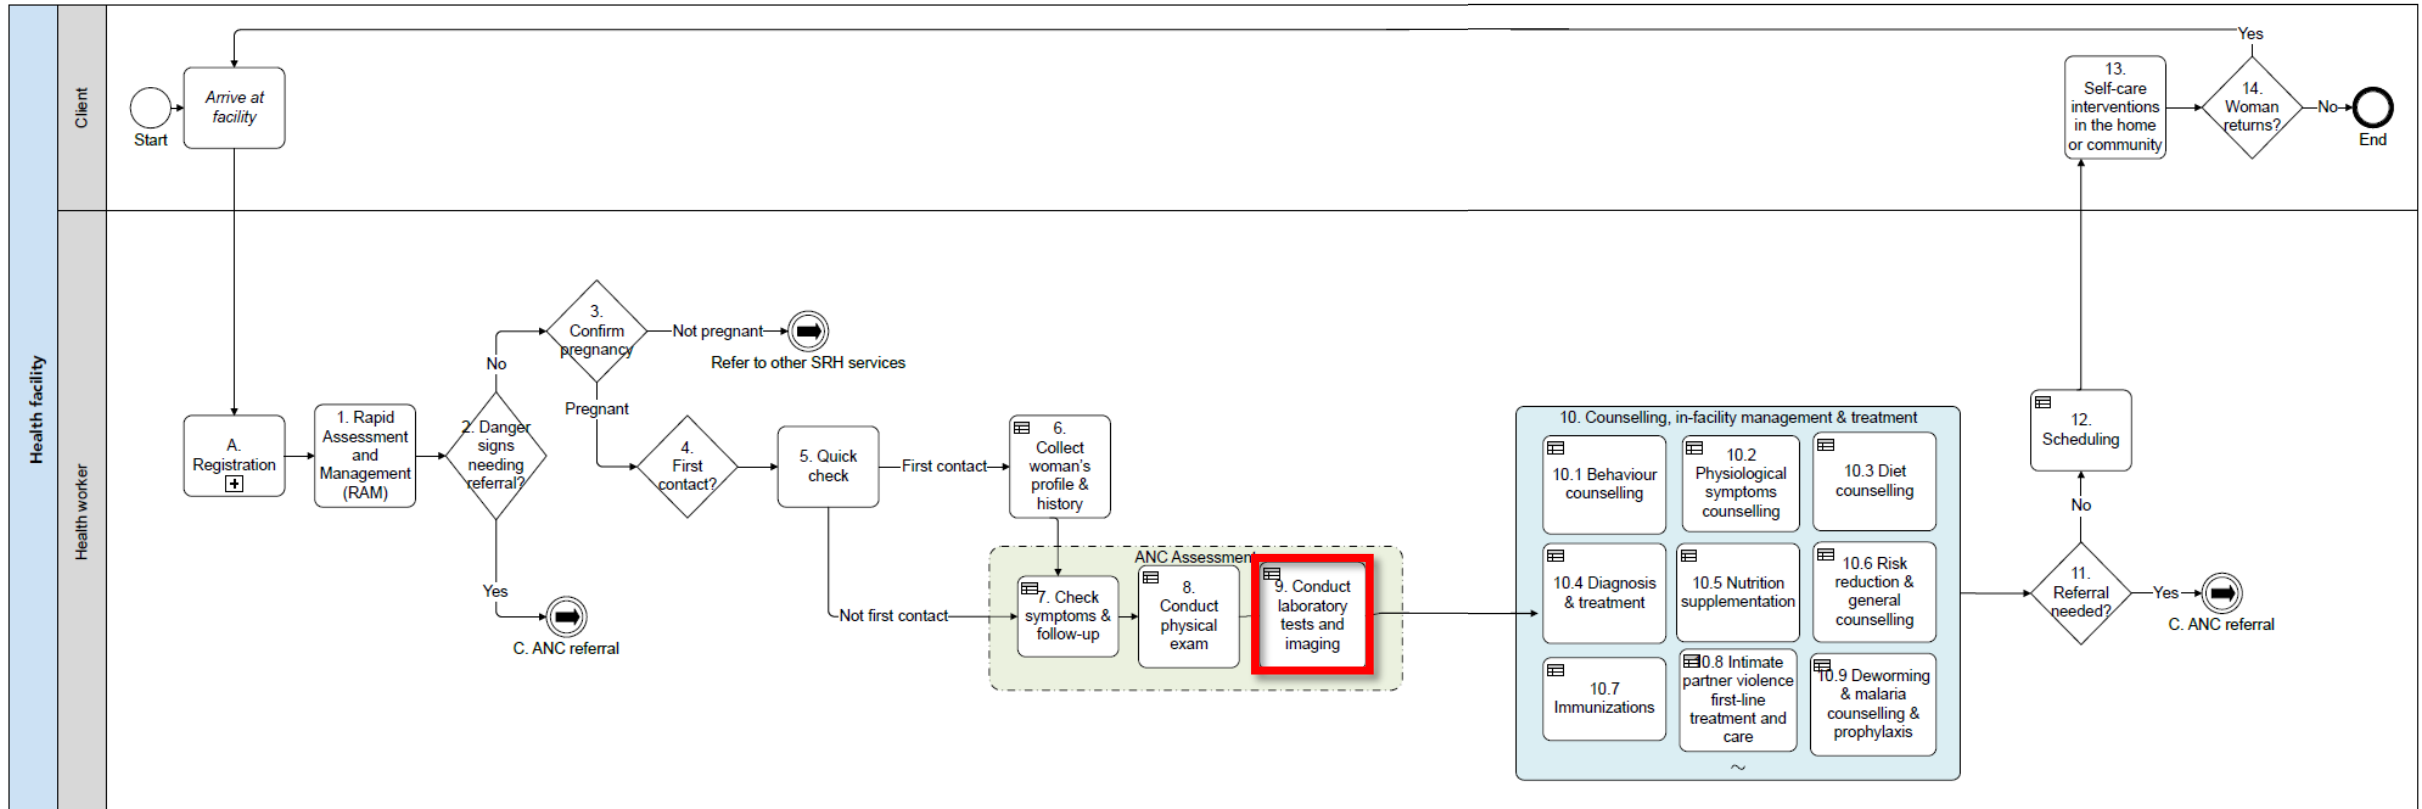 Health facility
Client
Health worker
Start
Arrive at
facility
Yes
13.
Self-care
interventions
in the home
or community
14.
Woman
returns?
No
End
A.
Registration
1. Rapid
Assessment
and
Management
(RAM)
2. Danger
signs
needing
referral?
No
Yes
C. ANC referral
3.
Confirm
pregnancy
Not pregnant
Refer to other SRH services
Pregnant
4.
First
contact?
5. Quick
check
First contact
Not first contact
6.
Collect
woman's
profile &
history
ANC Assessment
7. Check
symptoms &
follow-up
8.
Conduct
physical
exam
9. Conduct
laboratory
tests and
imaging
10. Counselling, in-facility management & treatment
10.1 Behaviour
counselling
10.2
Physiological
symptoms
counselling
10.3 Diet
counselling
10.4 Diagnosis
& treatment
10.5 Nutrition
supplementation
10.6 Risk
reduction &
general
counselling
10.7
Immunizations
10.8 Intimate
partner violence
first-line
treatment and
care
10.9 Deworming
& malaria
counselling &
prophylaxis
~
11.
Referral
needed?
Yes
C. ANC referral
No
12.
Scheduling